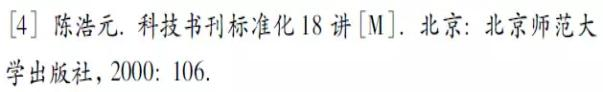 [4] 陈浩元. 科技书刊标准化 18 讲[M]. 北京: 北京师范大
学出版社, 2000: 106.